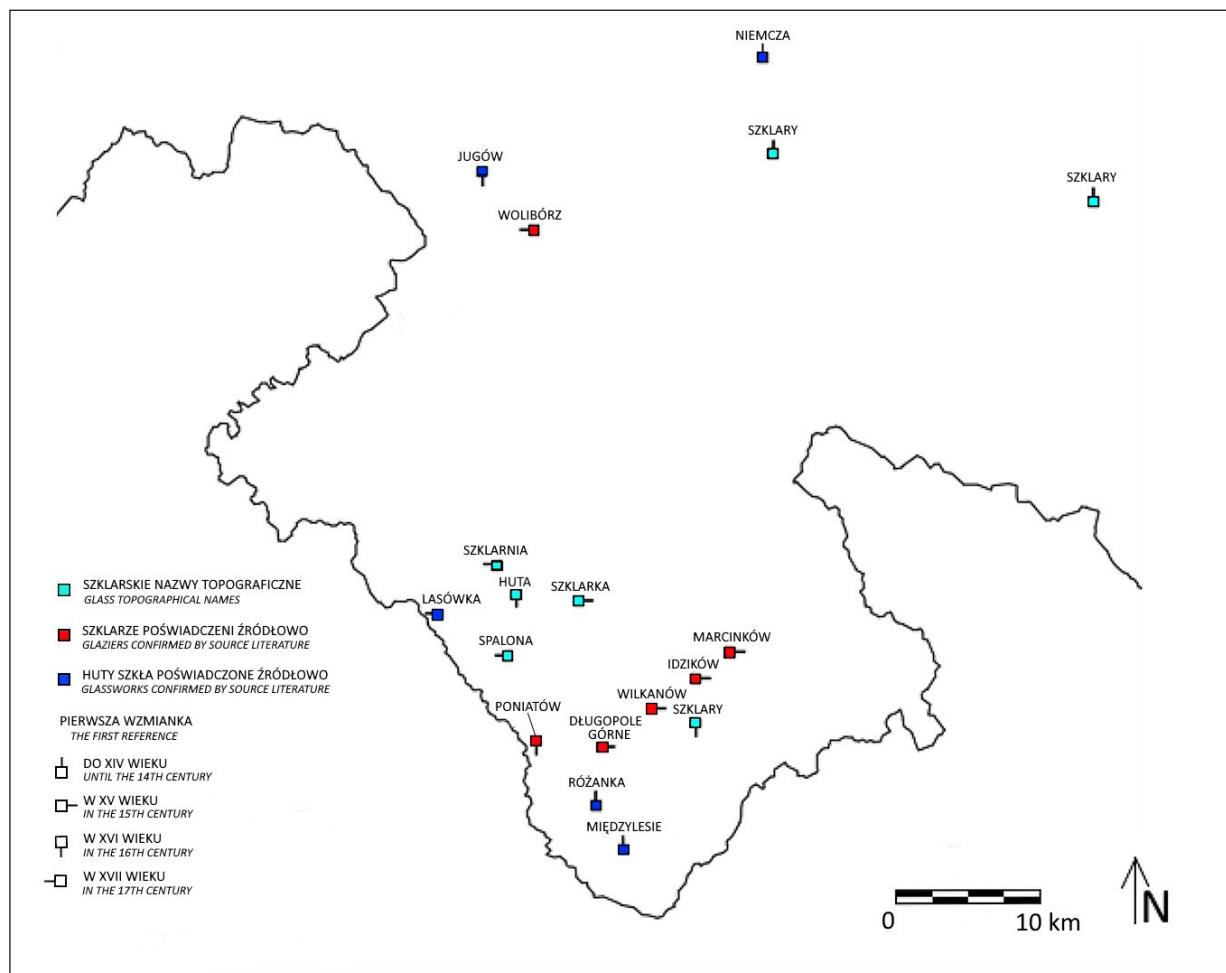 NIEMCZA
SZKLARY
JUGÓW
SZKLARY
WOLIBÓRZ
SZKLARNIA
HUTA
SZKLARKA
LASÓWKA
SPALONA
MARCINKÓW
IDZIKÓW
WILKANÓW
SZKLARY
PONIATÓW
DŁUGOPOLE
GÓRNE
RÓŻANKA
MIĘDZYLESIE
SZKLARSKIE NAZWY TOPOGRAFICZNE
GLASS TOPOGRAPHICAL NAMES
SZKLARZE POŚWIADCZENI ŹRÓDŁOWO
GLAZIERS CONFIRMED BY SOURCE LITERATURE
HUTY SZKŁA POŚWIADCZONE ŹRÓDŁOWO
GLASSWORKS CONFIRMED BY SOURCE LITERATURE
PIERWSZA WZMIANKA
THE FIRST REFERENCE
DO XIV WIEKU
UNTIL THE 14TH CENTURY
W XV WIEKU
IN THE 15TH CENTURY
W XVI WIEKU
IN THE 16TH CENTURY
W XVII WIEKU
IN THE 17TH CENTURY
0 10 km
N